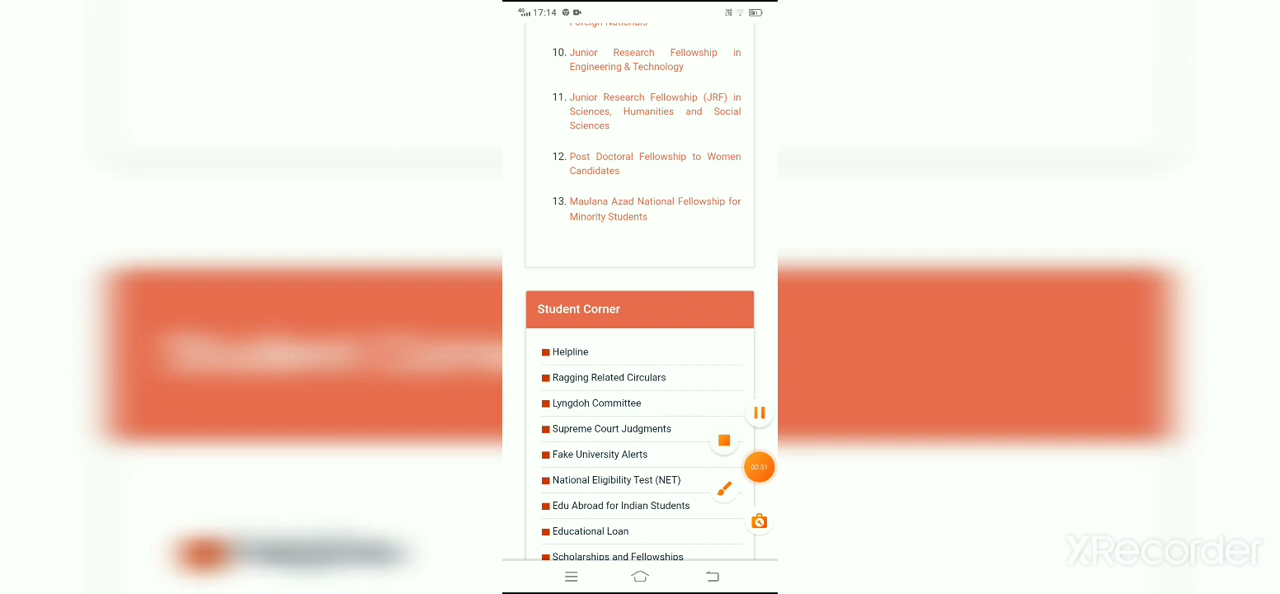 4G 17:14
Foreign Nationals
10. Junior Research Fellowship in
Engineering & Technology
11. Junior Research Fellowship (JRF) in
Sciences, Humanities and Social
Sciences
12. Post Doctoral Fellowship to Women
Candidates
13. Maulana Azad National Fellowship for
Minority Students
Student Corner
Helpline
Ragging Related Circulars
Lyngdoh Committee
Supreme Court Judgments
Fake University Alerts
National Eligibility Test (NET)
Edu Abroad for Indian Students
Educational Loan
Scholarships and Fellowships
XRecorder